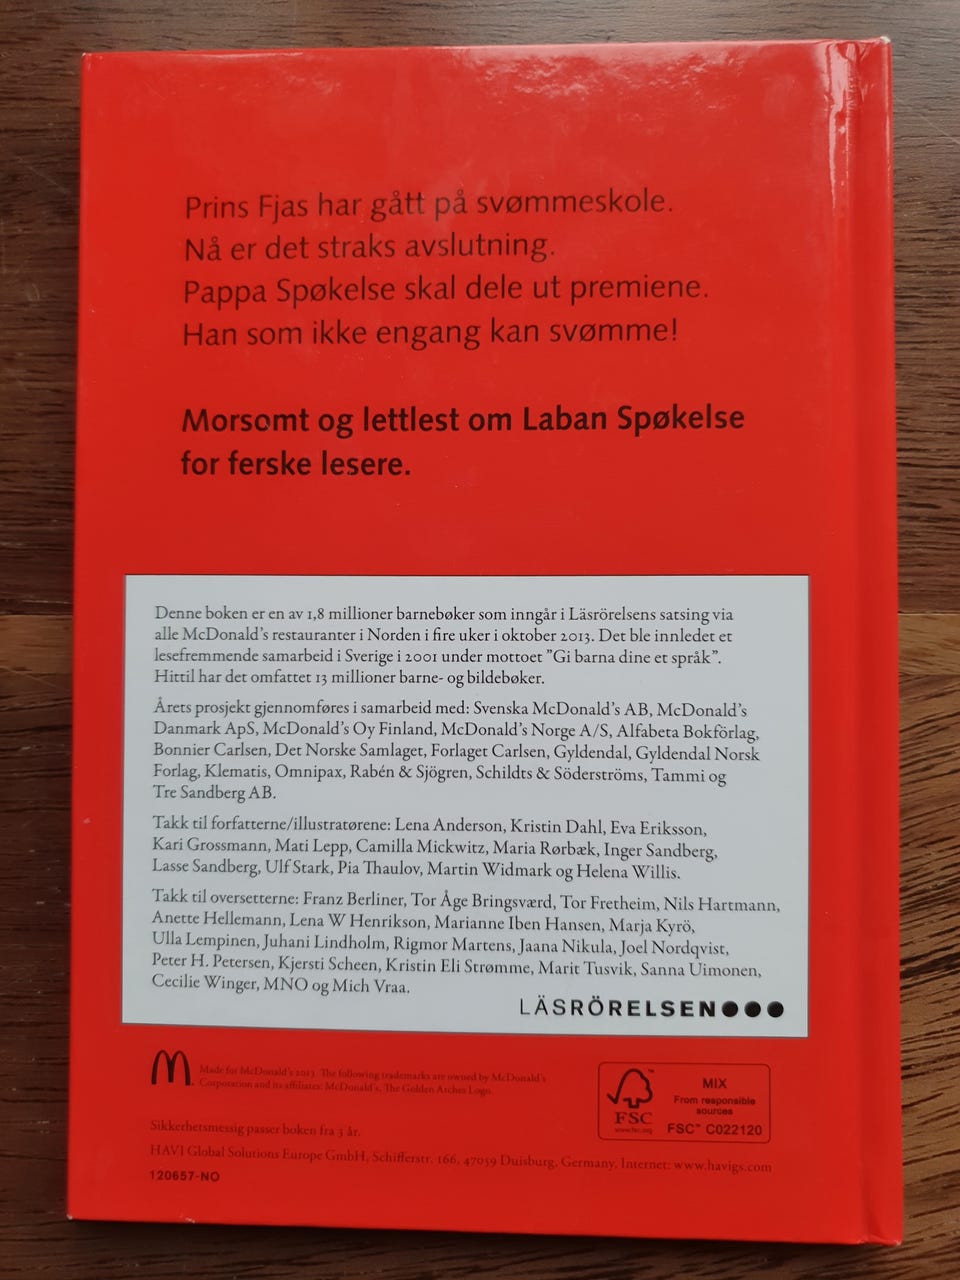 Prins Fjas har gått på svømmeskole.
Nå er det straks avslutning.
Pappa Spøkelse skal dele ut premiene.
Han som ikke engang kan svømme!
Morsomt og lettlest om Laban Spøkelse
for ferske lesere.
Denne boken er en av 1,8 millioner barnebøker som inngår i Läsrörelsens satsing via
alle McDonald's restauranter i Norden i fire uker i oktober 2013. Det ble innledet et
lesefremmende samarbeid i Sverige i 2001 under mottoet "Gi barna dine et språk".
Hittil har det omfattet 13 millioner barne- og bildebøker.
Årets prosjekt gjennomføres i samarbeid med: Svenska McDonald's AB, McDonald's
Danmark ApS, McDonald's Oy Finland, McDonald's Norge A/S, Alfabeta Bokförlag,
Bonnier Carlsen, Det Norske Samlaget, Forlaget Carlsen, Gyldendal, Gyldendal Norsk
Forlag, Klematis, Omnipax, Rabén & Sjögren, Schildts & Söderströms, Tammi og
Tre Sandberg AB.
Takk til forfatterne/illustratørene: Lena Anderson, Kristin Dahl, Eva Eriksson,
Kari Grossmann, Mati Lepp, Camilla Mickwitz, Maria Rørbæk, Inger Sandberg,
Lasse Sandberg, Ulf Stark, Pia Thaulov, Martin Widmark og Helena Willis.
Takk til oversetterne: Franz Berliner, Tor Åge Bringsværd, Tor Fretheim, Nils Hartmann,
Anette Hellemann, Lena W Henrikson, Marianne Iben Hansen, Marja Kyrö,
Ulla Lempinen, Juhani Lindholm, Rigmor Martens, Jaana Nikula, Joel Nordqvist,
Peter H. Petersen, Kjersti Scheen, Kristin Eli Strømme, Marit Tusvik, Sanna Uimonen,
Cecilie Winger, MNO og Mich Vraa.
LÄSRÖRELSEN
Made for McDonald's 2013. The following trademarks are owned by McDonald's
Corporation and its affiliates: McDonald's, The Golden Arches Logo.
FSC™
www.fsc.org
MIX
From responsible
sources
FSC™ C022120
Sikkerhetsmessig passer boken fra 3 år.
HAVI Global Solutions Europe GmbH, Schifferstr. 166, 47059 Duisburg, Germany, Internet: www.havigs.com
120657-NO